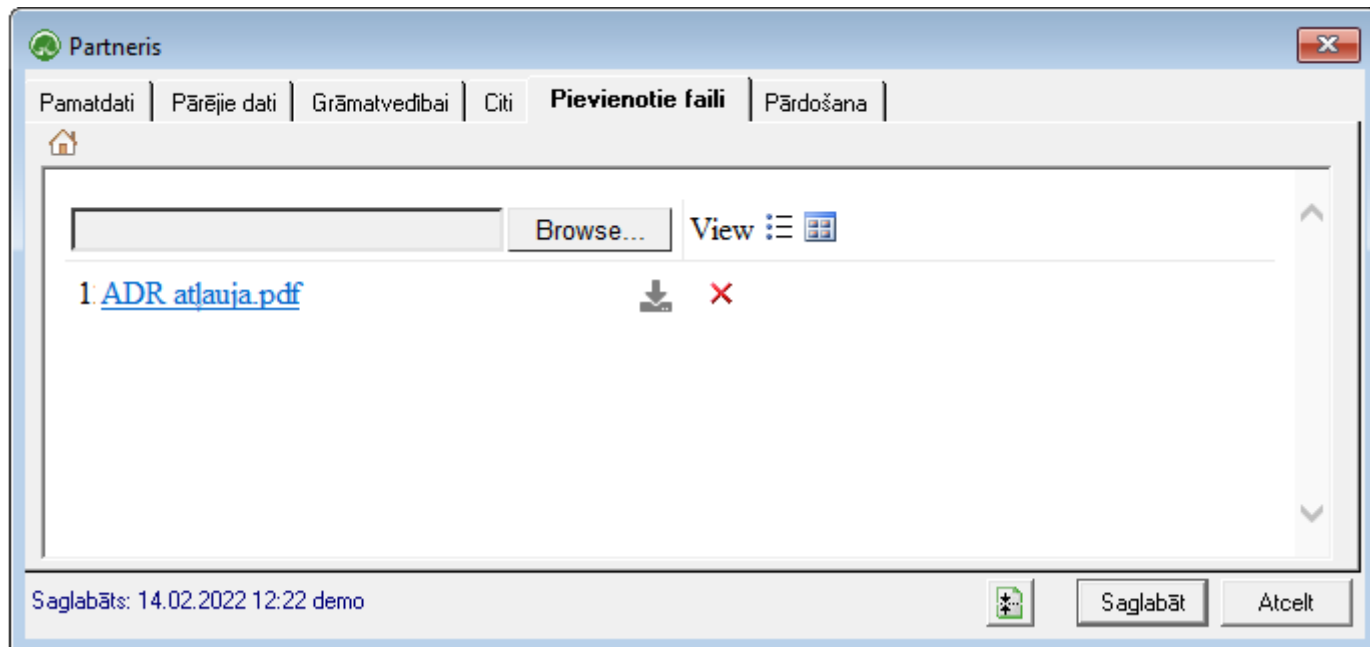 Partneris
Pamatdati Pārējie dati Grāmatvedībai Citi Pievienotie faili Pārdošana
Browse... View
1: ADR atļauja.pdf
Saglabāts: 14.02.2022 12:22 demo Saglabāt Atcelt